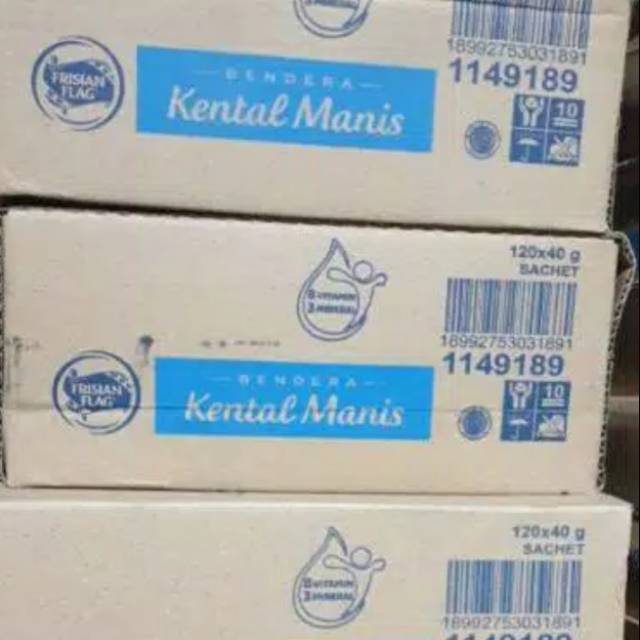 18992753031891
1149189
FRISIAN
FLAG
BENDERA
Kental Manis
10
120x40 g
SACHET
18992753031891
1149189
FRISIAN
FLAG
BENDERA
Kental Manis
10
120x40 g
SACHET
18992753031891